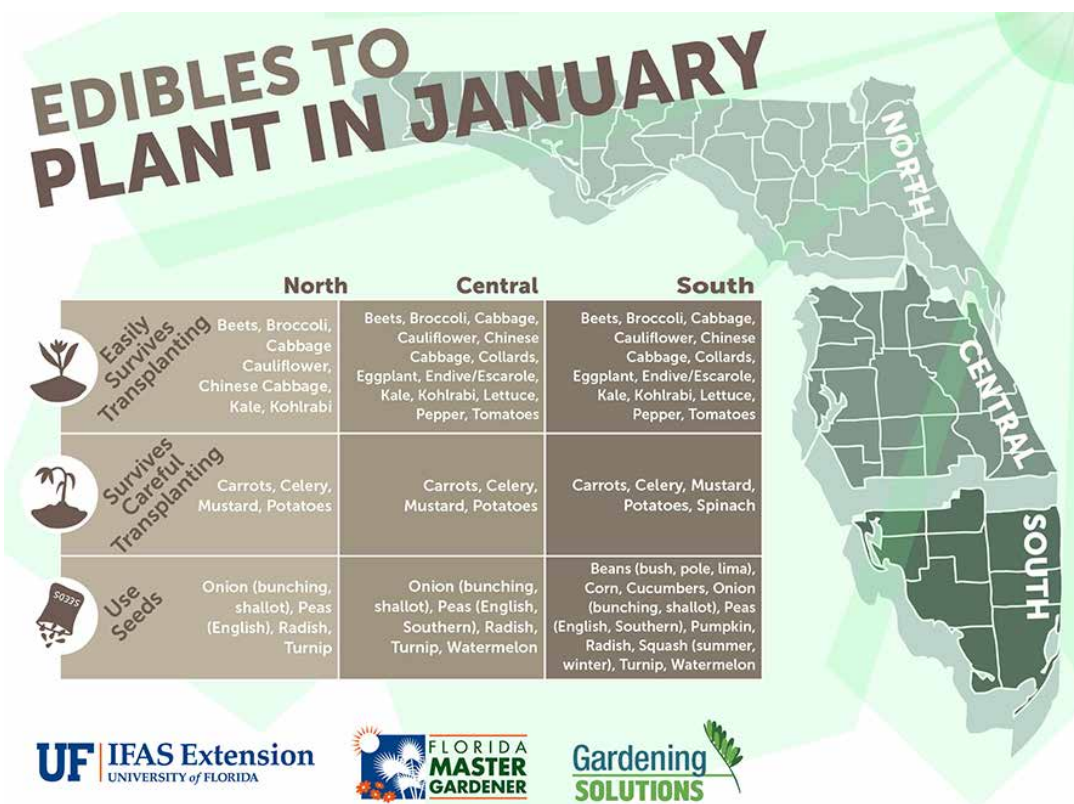 EDIBLES TO
PLANT IN JANUARY
NORTH
CENTRAL
SOUTH
North
Central
South
Easily
Survives
Transplanting
Beets, Broccoli,
Cabbage
Cauliflower,
Chinese Cabbage,
Kale, Kohlrabi
Beets, Broccoli, Cabbage,
Cauliflower, Chinese
Cabbage, Collards,
Eggplant, Endive/Escarole,
Kale, Kohlrabi, Lettuce,
Pepper, Tomatoes
Beets, Broccoli, Cabbage,
Cauliflower, Chinese
Cabbage, Collards,
Eggplant, Endive/Escarole,
Kale, Kohlrabi, Lettuce,
Pepper, Tomatoes
Survives
Careful
Transplanting
Carrots, Celery,
Mustard, Potatoes
Carrots, Celery,
Mustard, Potatoes
Carrots, Celery, Mustard,
Potatoes, Spinach
SEEDS
Use
Seeds
Onion (bunching,
shallot), Peas
(English), Radish,
Turnip
Onion (bunching,
shallot), Peas (English,
Southern), Radish,
Turnip, Watermelon
Beans (bush, pole, lima),
Corn, Cucumbers, Onion
(bunching, shallot), Peas
(English, Southern), Pumpkin,
Radish, Squash (summer,
winter), Turnip, Watermelon
UF IFAS Extension
UNIVERSITY of FLORIDA
FLORIDA
MASTER
GARDENER
Gardening
SOLUTIONS